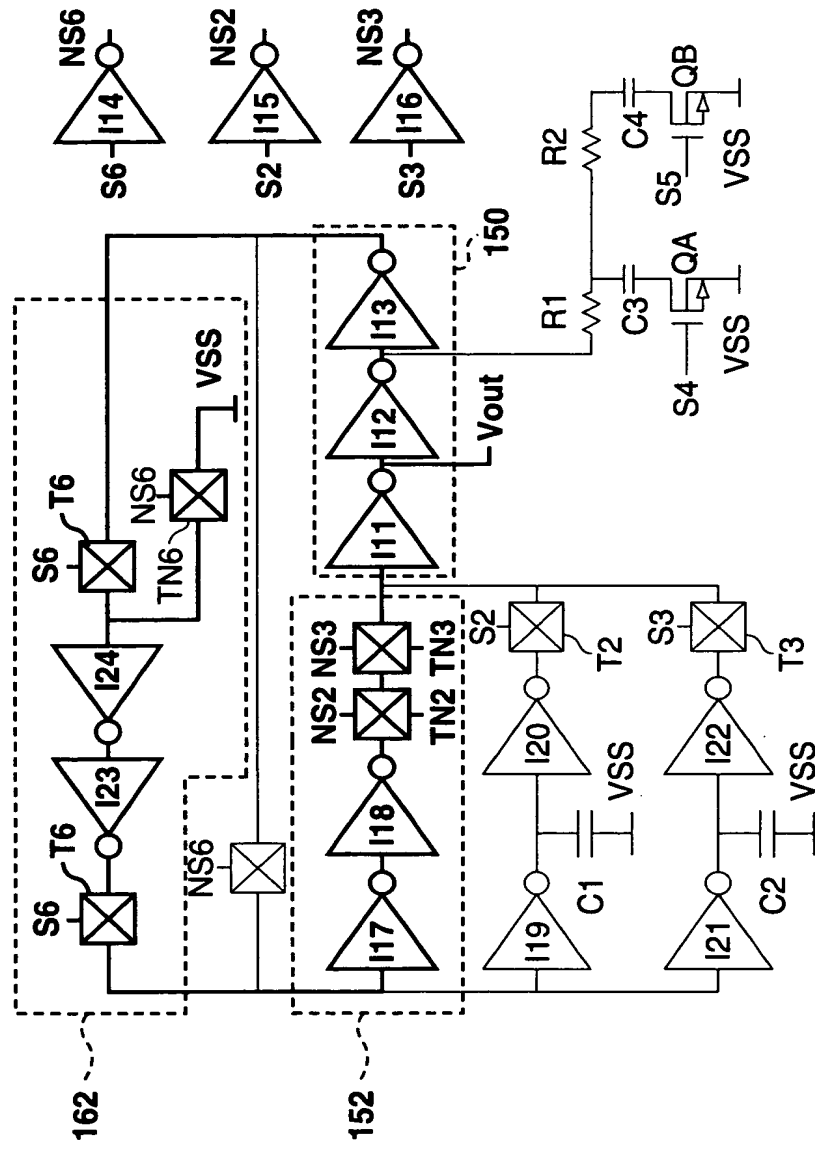 162
S6
T6
I23
I24
S6
T6
NS6
TN6
VSS
NS6
152
I17
I18
NS2
TN2
NS3
TN3
I11
I12
I13
Vout
150
I19
C1
VSS
I20
S2
T2
I21
C2
VSS
I22
S3
T3
R1
C3
S4
QA
VSS
R2
C4
S5
QB
VSS
S6
I14
NS6
S2
I15
NS2
S3
I16
NS3